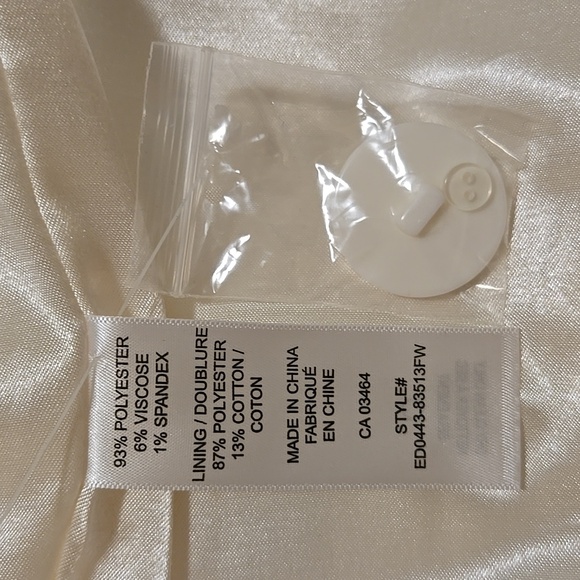 93% POLYESTER
6% VISCOSE
1% SPANDEX
LINING / DOUBLURE
87% POLYESTER
13% COTTON /
COTON
MADE IN CHINA
FABRIQUÉ
EN CHINE
CA 03464
STYLE#
ED0443-83513FW